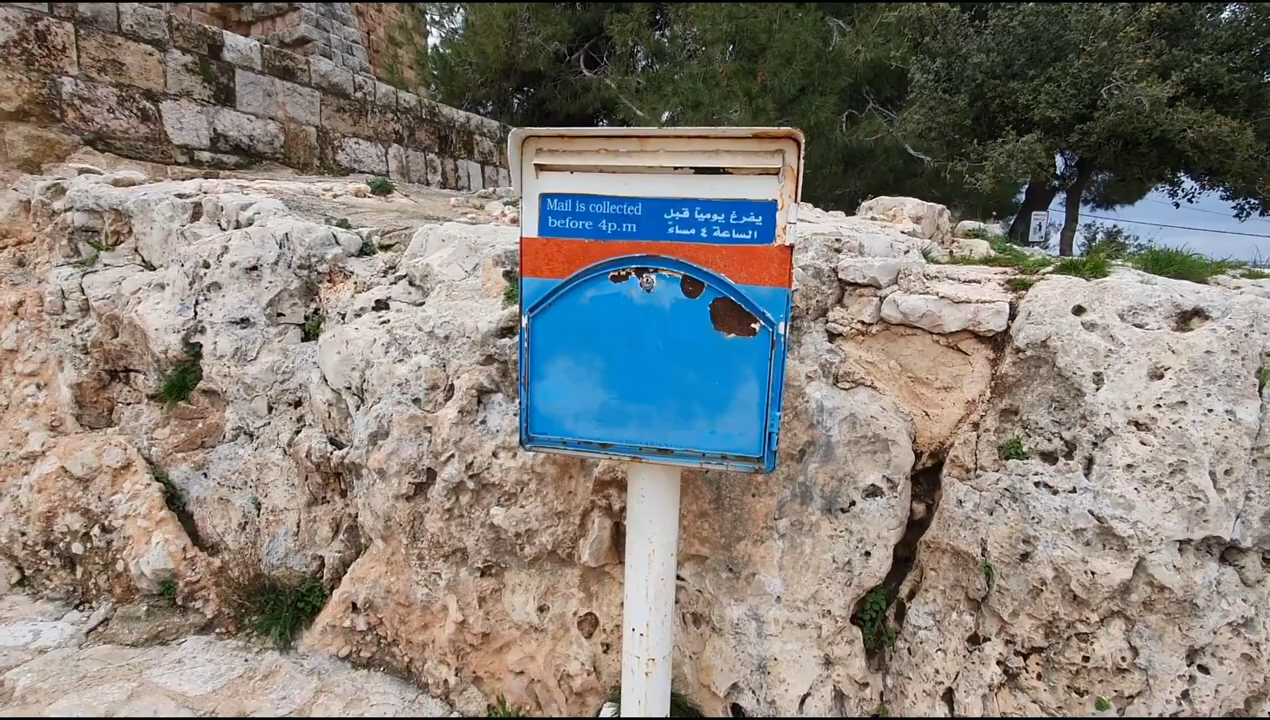 Mail is collected
before 4p.m
يفرغ يومياً قبل
الساعة ٤ مساء